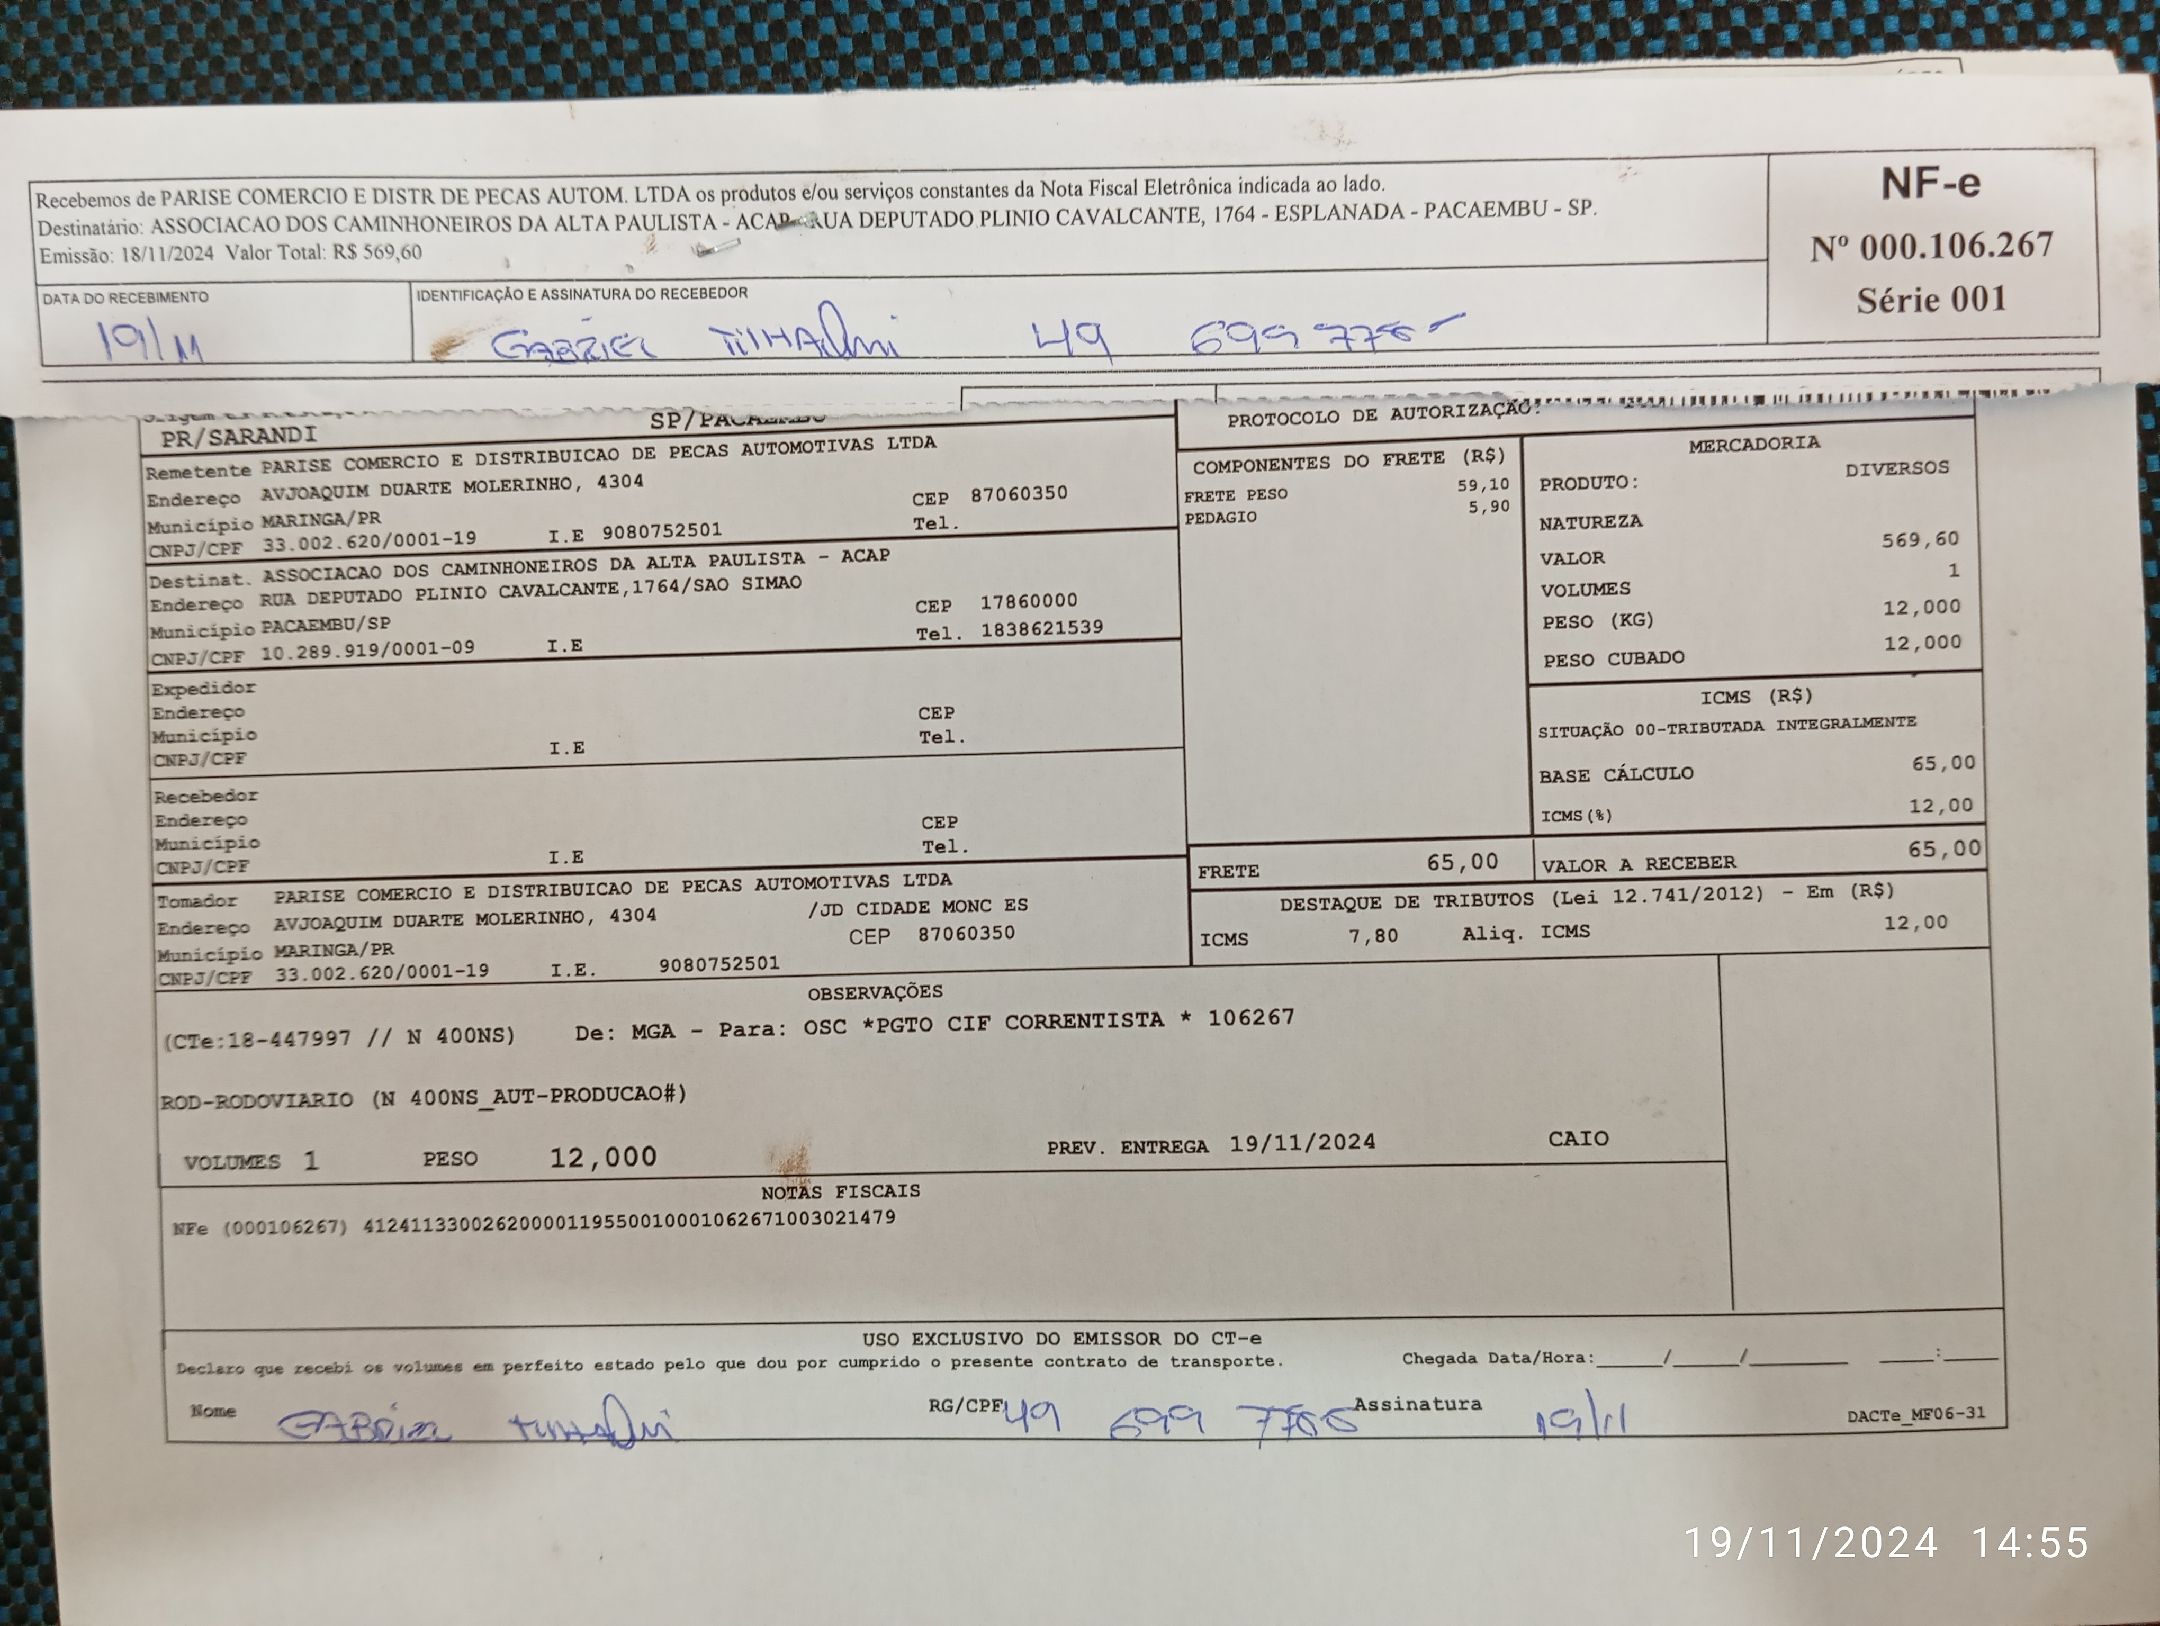 Recebemos de PARISE COMERCIO E DISTR DE PECAS AUTOM. LTDA os produtos e/ou serviços constantes da Nota Fiscal Eletrônica indicada ao lado.
Destinatário: ASSOCIACAO DOS CAMINHONEIROS DA ALTA PAULISTA - ACAP RUA DEPUTADO PLINIO CAVALCANTE, 1764 - ESPLANADA - PACAEMBU - SP.
Emissão: 18/11/2024 Valor Total: R$ 569,60
NF-e
Nº 000.106.267
Série 001
DATA DO RECEBIMENTO
19/11
IDENTIFICAÇÃO E ASSINATURA DO RECEBEDOR
GABRIEL 49 699 776
PR/SARANDI
SP/PACAEMBU
Remetente PARISE COMERCIO E DISTRIBUICAO DE PECAS AUTOMOTIVAS LTDA
Endereço AVJOAQUIM DUARTE MOLERINHO, 4304 CEP 87060350
Município MARINGA/PR Tel.
CNPJ/CPF 33.002.620/0001-19 I.E 9080752501
Destinat. ASSOCIACAO DOS CAMINHONEIROS DA ALTA PAULISTA - ACAP
Endereço RUA DEPUTADO PLINIO CAVALCANTE,1764/SAO SIMAO CEP 17860000
Município PACAEMBU/SP Tel. 1838621539
CNPJ/CPF 10.289.919/0001-09 I.E
Expedidor
Endereço CEP
Município Tel.
CNPJ/CPF I.E
Recebedor
Endereço CEP
Município Tel.
CNPJ/CPF I.E
Tomador PARISE COMERCIO E DISTRIBUICAO DE PECAS AUTOMOTIVAS LTDA
Endereço AVJOAQUIM DUARTE MOLERINHO, 4304 /JD CIDADE MONC ES
Município MARINGA/PR CEP 87060350
CNPJ/CPF 33.002.620/0001-19 I.E. 9080752501
PROTOCOLO DE AUTORIZAÇÃO:
COMPONENTES DO FRETE (R$)
FRETE PESO 59,10
PEDAGIO 5,90
MERCADORIA
PRODUTO: DIVERSOS
NATUREZA
VALOR 569,60
VOLUMES 1
PESO (KG) 12,000
PESO CUBADO 12,000
ICMS (R$)
SITUAÇÃO 00-TRIBUTADA INTEGRALMENTE
BASE CÁLCULO 65,00
ICMS(%) 12,00
FRETE 65,00 VALOR A RECEBER 65,00
DESTAQUE DE TRIBUTOS (Lei 12.741/2012) - Em (R$)
ICMS 7,80 Aliq. ICMS 12,00
OBSERVAÇÕES
(CTe:18-447997 // N 400NS) De: MGA - Para: OSC *PGTO CIF CORRENTISTA * 106267
ROD-RODOVIARIO (N 400NS_AUT-PRODUCAO#)
VOLUMES 1 PESO 12,000 PREV. ENTREGA 19/11/2024 CAIO
NOTAS FISCAIS
NFe (000106267) 41241133002620000119550010001062671003021479
USO EXCLUSIVO DO EMISSOR DO CT-e
Declaro que recebi os volumes em perfeito estado pelo que dou por cumprido o presente contrato de transporte. Chegada Data/Hora:_____/_____/_______ ____:____
Nome GABRIEL RG/CPF 49 699 Assinatura 19/11 DACTe_MF06-31
19/11/2024 14:55